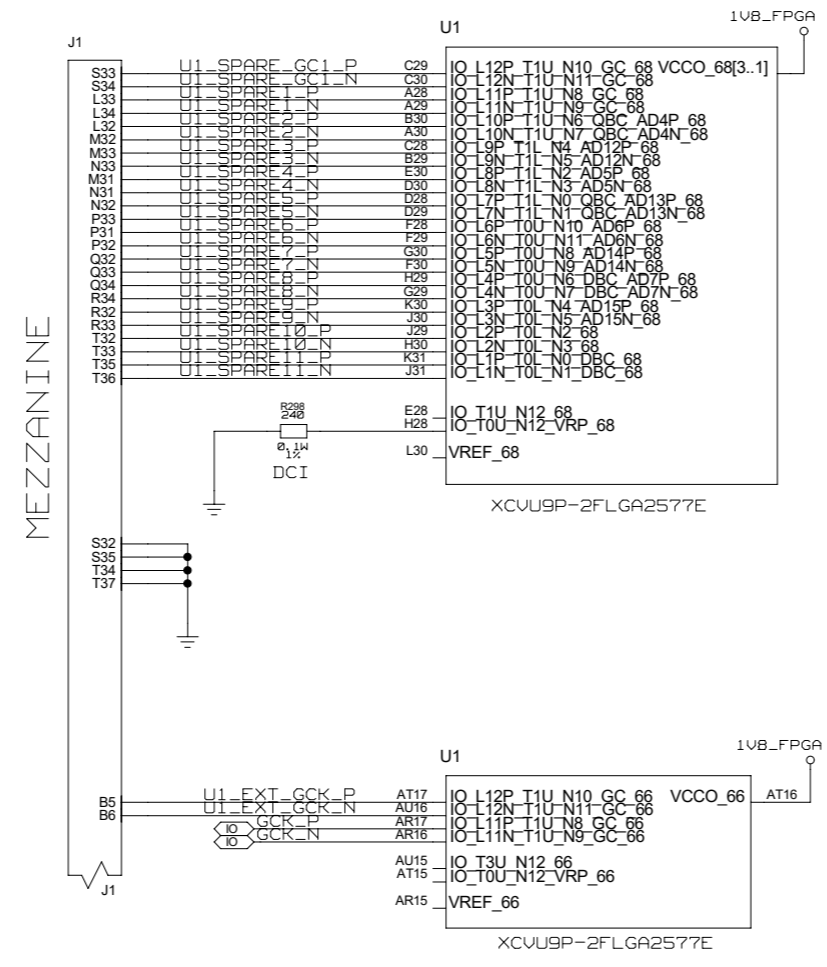 1V8_FPGA
U1
J1
S33 U1_SPARE_GC1_P C29 IO_L12P_T1U_N10_GC_68 VCCO_68[3..1]
S34 U1_SPARE_GC1_N C30 IO_L12N_T1U_N11_GC_68
L33 U1_SPARE1_P A28 IO_L11P_T1U_N8_GC_68
L34 U1_SPARE1_N A29 IO_L11N_T1U_N9_GC_68
L32 U1_SPARE2_P B30 IO_L10P_T1U_N6_QBC_AD4P_68
M32 U1_SPARE2_N A30 IO_L10N_T1U_N7_QBC_AD4N_68
M33 U1_SPARE3_P C28 IO_L9P_T1L_N4_AD12P_68
N33 U1_SPARE3_N B29 IO_L9N_T1L_N5_AD12N_68
M31 U1_SPARE4_P E30 IO_L8P_T1L_N2_AD5P_68
N31 U1_SPARE4_N D30 IO_L8N_T1L_N3_AD5N_68
N32 U1_SPARE5_P D28 IO_L7P_T1L_N0_QBC_AD13P_68
P33 U1_SPARE5_N D29 IO_L7N_T1L_N1_QBC_AD13N_68
P31 U1_SPARE6_P F28 IO_L6P_T0U_N10_AD6P_68
P32 U1_SPARE6_N F29 IO_L6N_T0U_N11_AD6N_68
Q32 U1_SPARE7_P G30 IO_L5P_T0U_N8_AD14P_68
Q33 U1_SPARE7_N F30 IO_L5N_T0U_N9_AD14N_68
Q34 U1_SPARE8_P H29 IO_L4P_T0U_N6_DBC_AD7P_68
R34 U1_SPARE8_N G29 IO_L4N_T0U_N7_DBC_AD7N_68
R32 U1_SPARE9_P K30 IO_L3P_T0L_N4_AD15P_68
R33 U1_SPARE9_N J30 IO_L3N_T0L_N5_AD15N_68
T32 U1_SPARE10_P J29 IO_L2P_T0L_N2_68
T33 U1_SPARE10_N H30 IO_L2N_T0L_N3_68
T35 U1_SPARE11_P K31 IO_L1P_T0L_N0_DBC_68
T36 U1_SPARE11_N J31 IO_L1N_T0L_N1_DBC_68
MEZZANINE
R298
240
0.1W
1%
DCI
E28 IO_T1U_N12_68
H28 IO_T0U_N12_VRP_68
L30 VREF_68
XCVU9P-2FLGA2577E
S32
S35
T34
T37
1V8_FPGA
U1
B5 U1_EXT_GCK_P AT17 IO_L12P_T1U_N10_GC_66 VCCO_66 AT16
B6 U1_EXT_GCK_N AU16 IO_L12N_T1U_N11_GC_66
IO GCK_P AR17 IO_L11P_T1U_N8_GC_66
IO GCK_N AR16 IO_L11N_T1U_N9_GC_66
AU15 IO_T3U_N12_66
AT15 IO_T0U_N12_VRP_66
AR15 VREF_66
J1
XCVU9P-2FLGA2577E